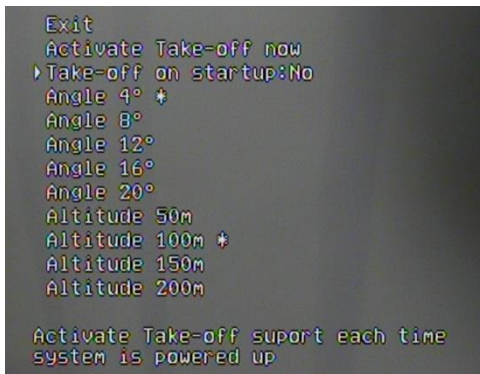 Exit
Activate Take-off now
Take-off on startup:No
Angle 4° *
Angle 8°
Angle 12°
Angle 16°
Angle 20°
Altitude 50m
Altitude 100m *
Altitude 150m
Altitude 200m
Activate Take-off suport each time
system is powered up